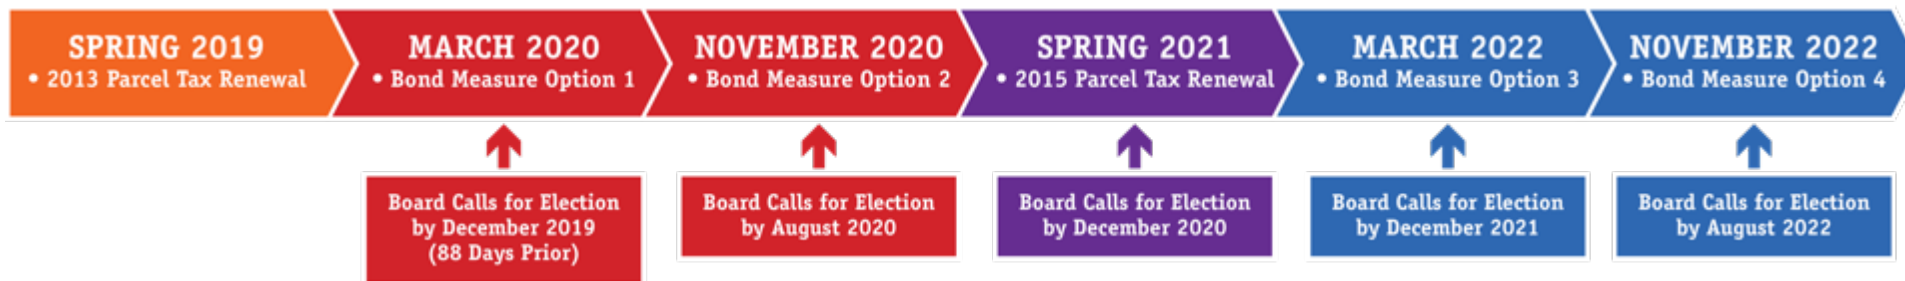 SPRING 2019
• 2013 Parcel Tax Renewal
MARCH 2020
• Bond Measure Option 1
NOVEMBER 2020
• Bond Measure Option 2
SPRING 2021
• 2015 Parcel Tax Renewal
MARCH 2022
• Bond Measure Option 3
NOVEMBER 2022
• Bond Measure Option 4
Board Calls for Election
by December 2019
(88 Days Prior)
Board Calls for Election
by August 2020
Board Calls for Election
by December 2020
Board Calls for Election
by December 2021
Board Calls for Election
by August 2022